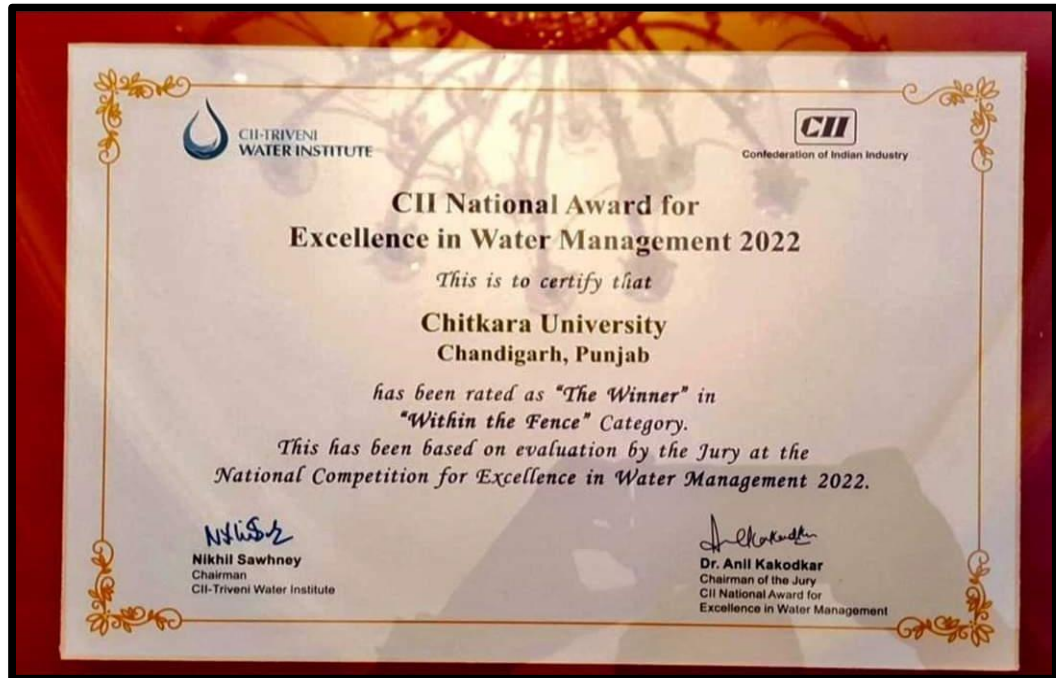 CII-TRIVENI
WATER INSTITUTE
CII
Confederation of Indian Industry
CII National Award for
Excellence in Water Management 2022
This is to certify that
Chitkara University
Chandigarh, Punjab
has been rated as "The Winner" in
"Within the Fence" Category.
This has been based on evaluation by the Jury at the
National Competition for Excellence in Water Management 2022.
Nikhil Sawhney
Chairman
CII-Triveni Water Institute
Dr. Anil Kakodkar
Chairman of the Jury
CII National Award for
Excellence in Water Management